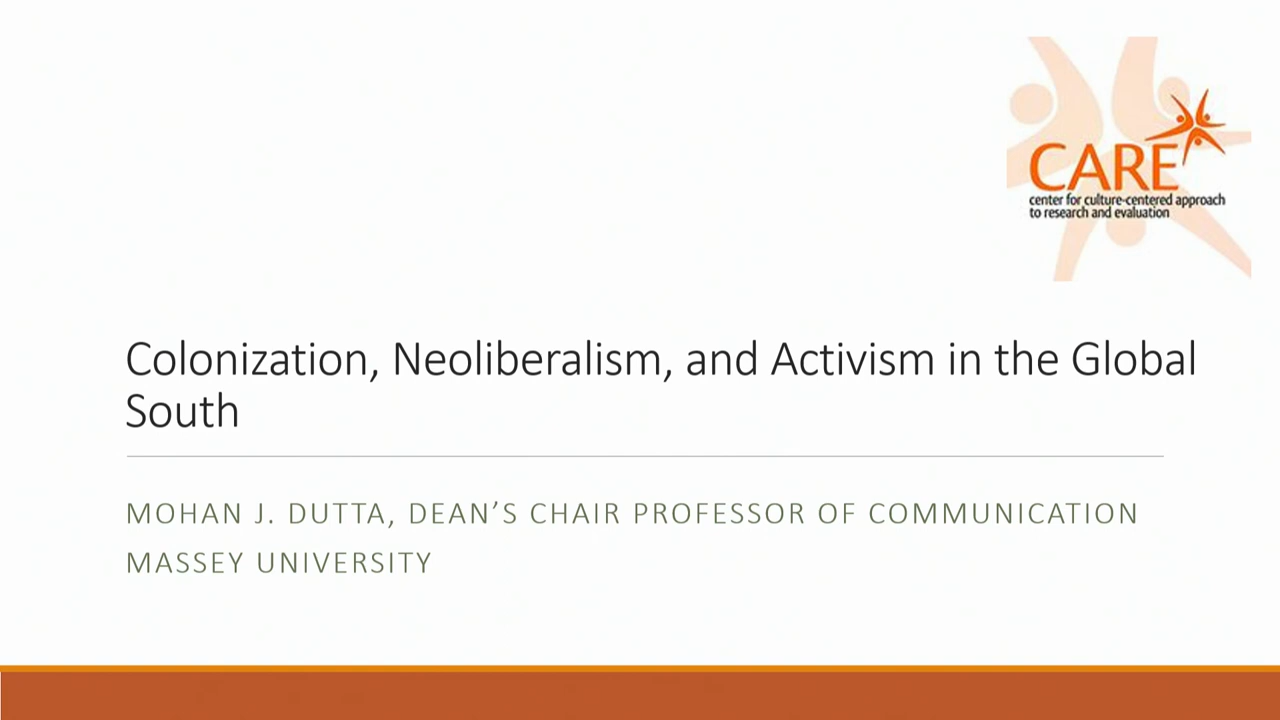 CARE
center for culture-centered approach
to research and evaluation
Colonization, Neoliberalism, and Activism in the Global
South
MOHAN J. DUTTA, DEAN’S CHAIR PROFESSOR OF COMMUNICATION
MASSEY UNIVERSITY